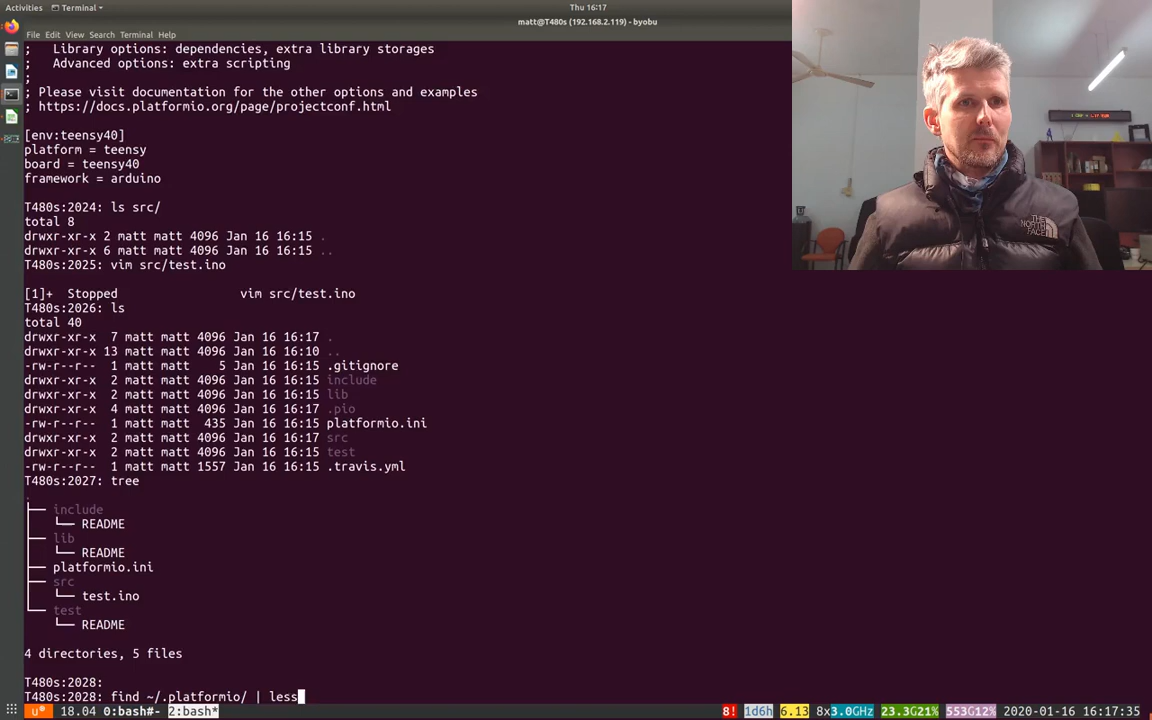 Activities
Terminal
Thu 16:17
matt@T480s (192.168.2.119) - byobu
File Edit View Search Terminal Help
;   Library options: dependencies, extra library storages
;   Advanced options: extra scripting
;
; Please visit documentation for the other options and examples
; https://docs.platformio.org/page/projectconf.html
[env:teensy40]
platform = teensy
board = teensy40
framework = arduino
T480s:2024: ls src/
total 8
drwxr-xr-x 2 matt matt 4096 Jan 16 16:15 .
drwxr-xr-x 6 matt matt 4096 Jan 16 16:15 ..
T480s:2025: vim src/test.ino
[1]+  Stopped                 vim src/test.ino
T480s:2026: ls
total 40
drwxr-xr-x  7 matt matt 4096 Jan 16 16:17 .
drwxr-xr-x 13 matt matt 4096 Jan 16 16:10 ..
-rw-r--r--  1 matt matt    5 Jan 16 16:15 .gitignore
drwxr-xr-x  2 matt matt 4096 Jan 16 16:15 include
drwxr-xr-x  2 matt matt 4096 Jan 16 16:15 lib
drwxr-xr-x  4 matt matt 4096 Jan 16 16:17 .pio
-rw-r--r--  1 matt matt  435 Jan 16 16:15 platformio.ini
drwxr-xr-x  2 matt matt 4096 Jan 16 16:17 src
drwxr-xr-x  2 matt matt 4096 Jan 16 16:15 test
-rw-r--r--  1 matt matt 1557 Jan 16 16:15 .travis.yml
T480s:2027: tree
.
├── include
│   └── README
├── lib
│   └── README
├── platformio.ini
├── src
│   └── test.ino
└── test
    └── README
4 directories, 5 files
T480s:2028:
T480s:2028: find ~/.platformio/ | less
u 18.04 0:bash#- 2:bash* 8! 1d6h 6.13 8x3.0GHz 23.3G21% 553G12% 2020-01-16 16:17:35
THE NORTH FACE